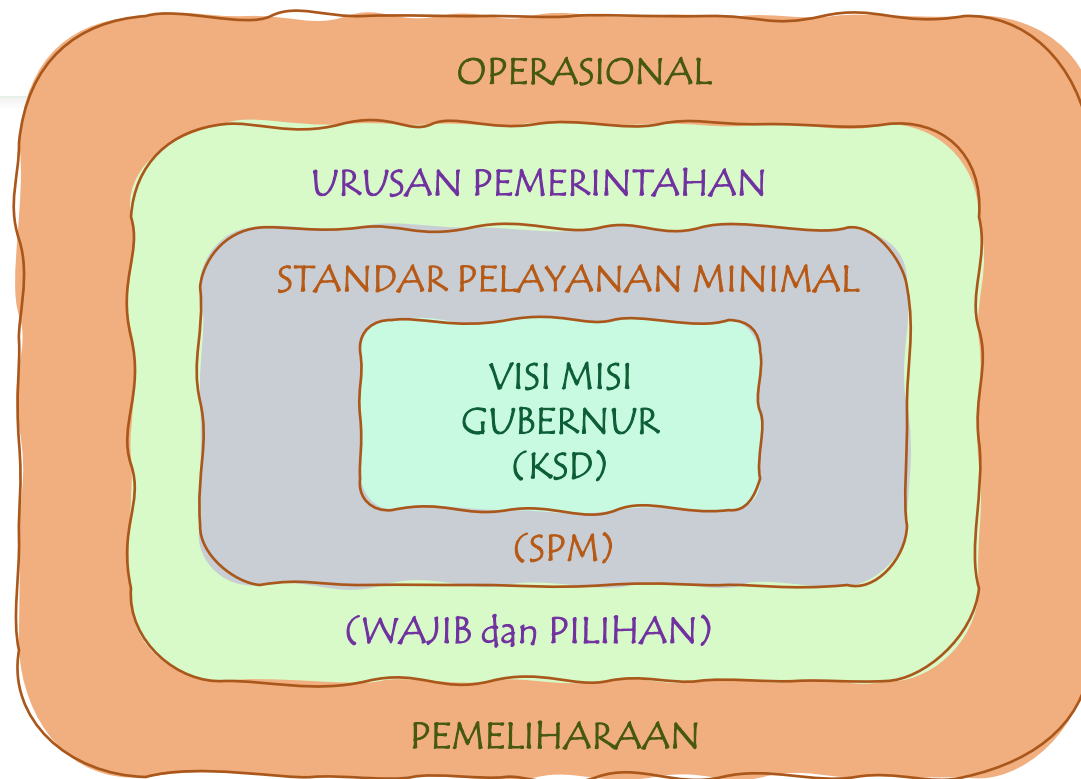 OPERASIONAL
URUSAN PEMERINTAHAN
STANDAR PELAYANAN MINIMAL
VISI MISI
GUBERNUR
(KSD)
(SPM)
(WAJIB dan PILIHAN)
PEMELIHARAAN